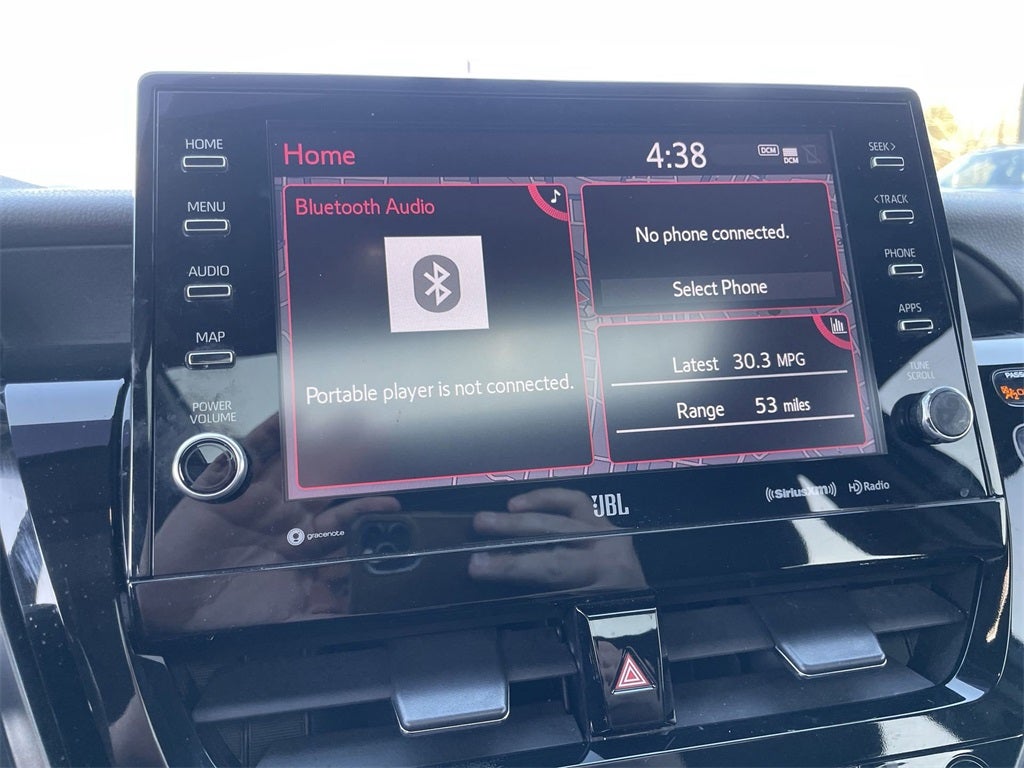 HOME
MENU
AUDIO
MAP
POWER
VOLUME
Home
4:38
DCM
DCM
Bluetooth Audio
Portable player is not connected.
No phone connected.
Select Phone
Latest 30.3 MPG
Range 53 miles
SEEK >
< TRACK
PHONE
APPS
TUNE
SCROLL
gracenote
JBL
((SiriusXM))
HD Radio